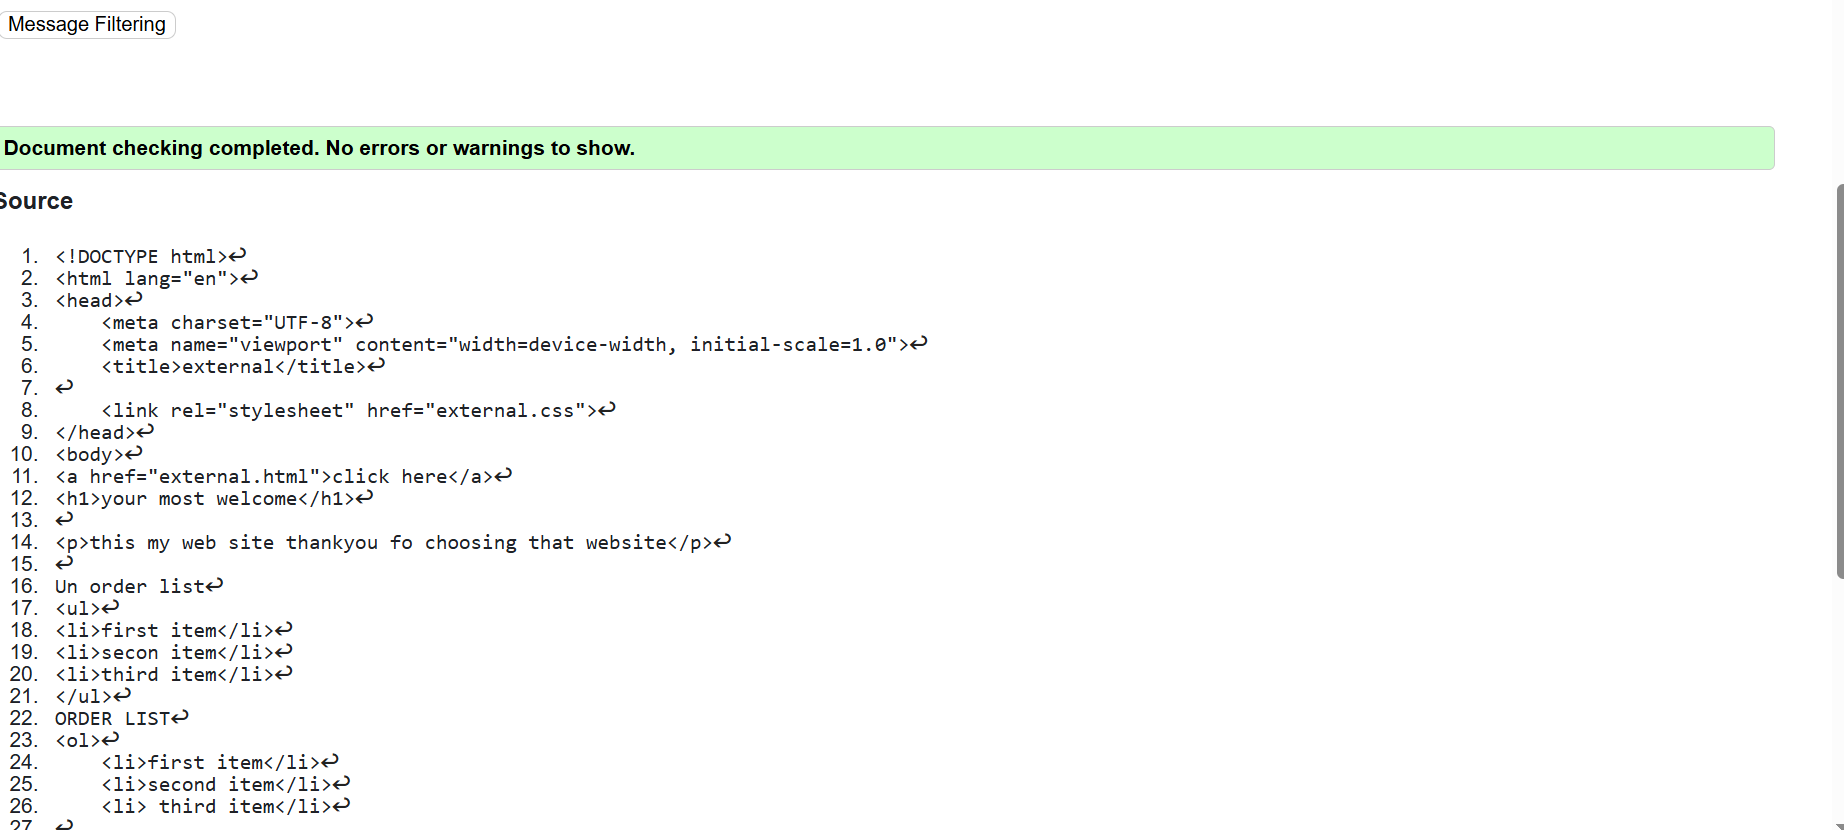 Message Filtering
Document checking completed. No errors or warnings to show.
Source
1. <!DOCTYPE html>↩
2. <html lang="en">↩
3. <head>↩
4.     <meta charset="UTF-8">↩
5.     <meta name="viewport" content="width=device-width, initial-scale=1.0">↩
6.     <title>external</title>↩
7. ↩
8.     <link rel="stylesheet" href="external.css">↩
9. </head>↩
10. <body>↩
11. <a href="external.html">click here</a>↩
12. <h1>your most welcome</h1>↩
13. ↩
14. <p>this my web site thankyou fo choosing that website</p>↩
15. ↩
16. Un order list↩
17. <ul>↩
18. <li>first item</li>↩
19. <li>secon item</li>↩
20. <li>third item</li>↩
21. </ul>↩
22. ORDER LIST↩
23. <ol>↩
24.     <li>first item</li>↩
25.     <li>second item</li>↩
26.     <li> third item</li>↩
27. ↩